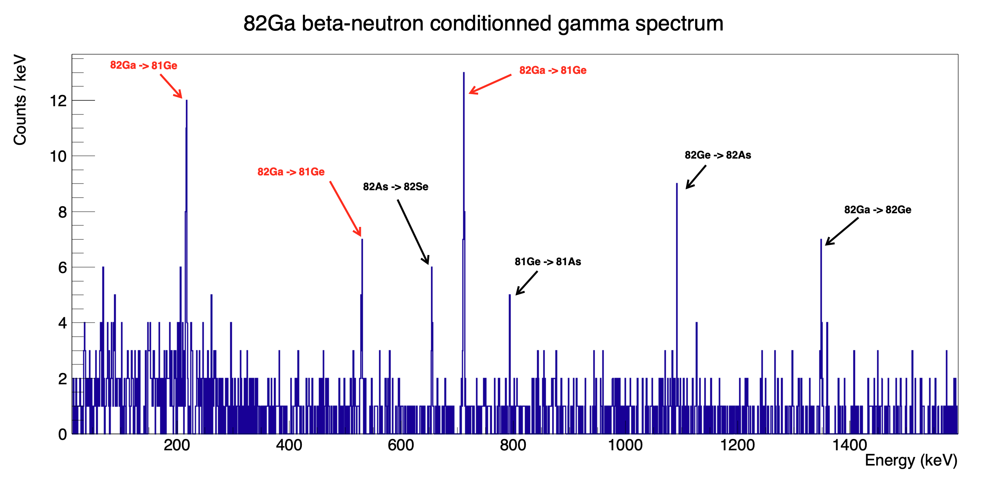 82Ga beta-neutron conditionned gamma spectrum
Counts / keV
82Ga -> 81Ge
82Ga -> 81Ge
12
10
82Ge -> 82As
82Ga -> 81Ge
82As -> 82Se
8
82Ga -> 82Ge
6
81Ge -> 81As
4
2
0
200 400 600 800 1000 1200 1400
Energy (keV)